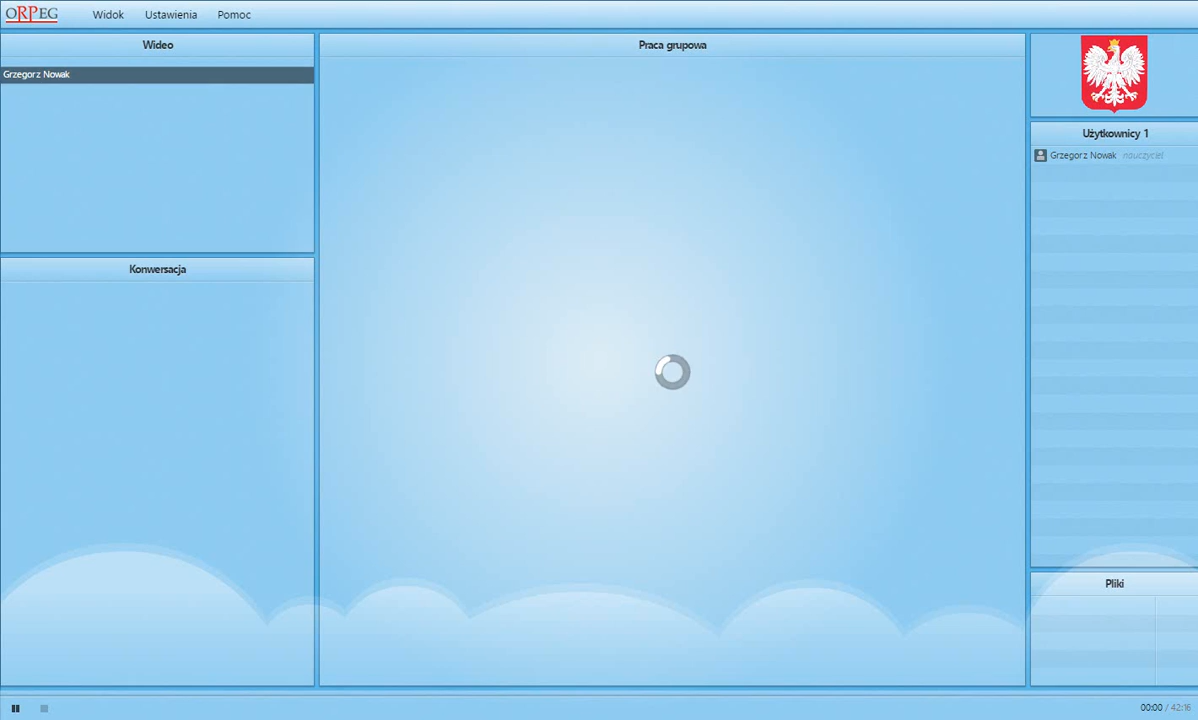 ORPEG
Widok Ustawienia Pomoc
Wideo
Grzegorz Nowak
Konwersacja
Praca grupowa
Użytkownicy 1
Grzegorz Nowak nauczyciel
Pliki
00:00 / 42:16